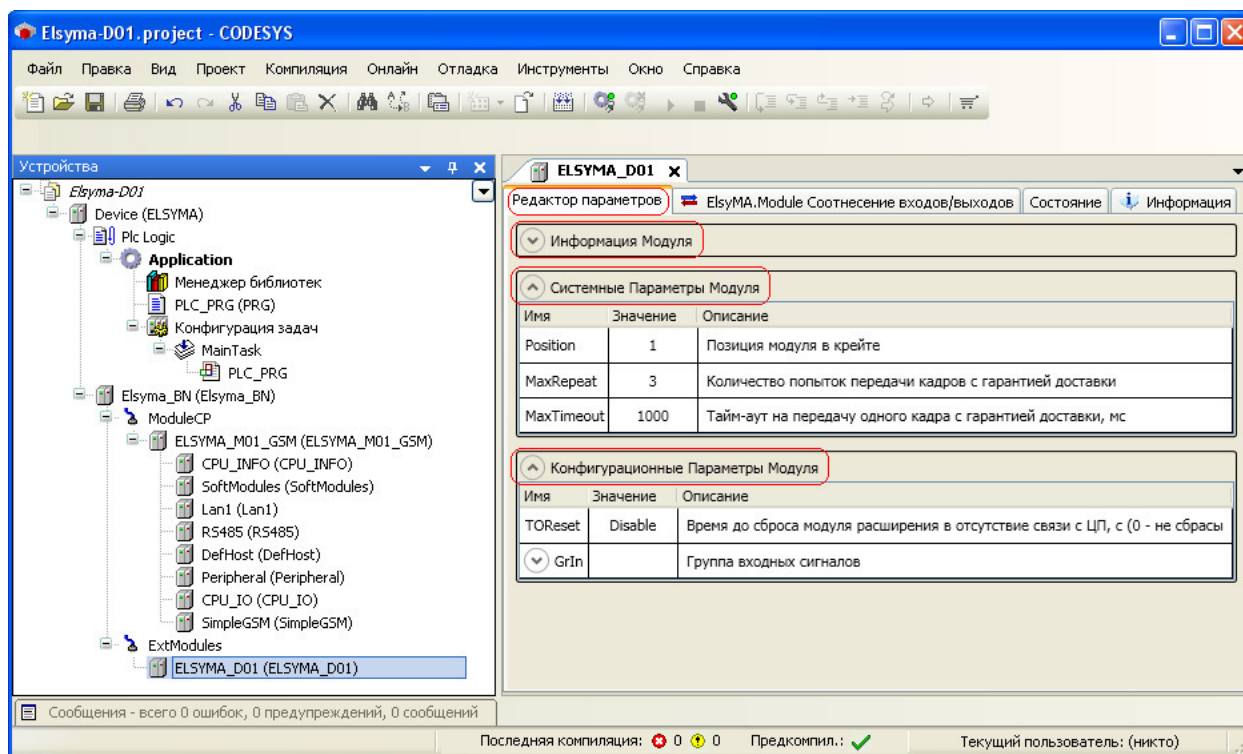 Elsyma-D01.project - CODESYS
Файл Правка Вид Проект Компиляция Онлайн Отладка Инструменты Окно Справка
Устройства
Elsyma-D01
Device (ELSYMA)
Plc Logic
Application
Менеджер библиотек
PLC_PRG (PRG)
Конфигурация задач
MainTask
PLC_PRG
Elsyma_BN (Elsyma_BN)
ModuleCP
ELSYMA_M01_GSM (ELSYMA_M01_GSM)
CPU_INFO (CPU_INFO)
SoftModules (SoftModules)
Lan1 (Lan1)
RS485 (RS485)
DefHost (DefHost)
Peripheral (Peripheral)
CPU_IO (CPU_IO)
SimpleGSM (SimpleGSM)
ExtModules
ELSYMA_D01 (ELSYMA_D01)
ELSYMA_D01
Редактор параметров ElsyMA.Module Соотнесение входов/выходов Состояние Информация
Информация Модуля
Системные Параметры Модуля
Имя Значение Описание
Position 1 Позиция модуля в крейте
MaxRepeat 3 Количество попыток передачи кадров с гарантией доставки
MaxTimeout 1000 Тайм-аут на передачу одного кадра с гарантией доставки, мс
Конфигурационные Параметры Модуля
Имя Значение Описание
TOReset Disable Время до сброса модуля расширения в отсутствие связи с ЦП, с (0 - не сбрасы
GrIn Группа входных сигналов
Сообщения - всего 0 ошибок, 0 предупреждений, 0 сообщений
Последняя компиляция: 0 0 Предкомпил.: Текущий пользователь: (никто)